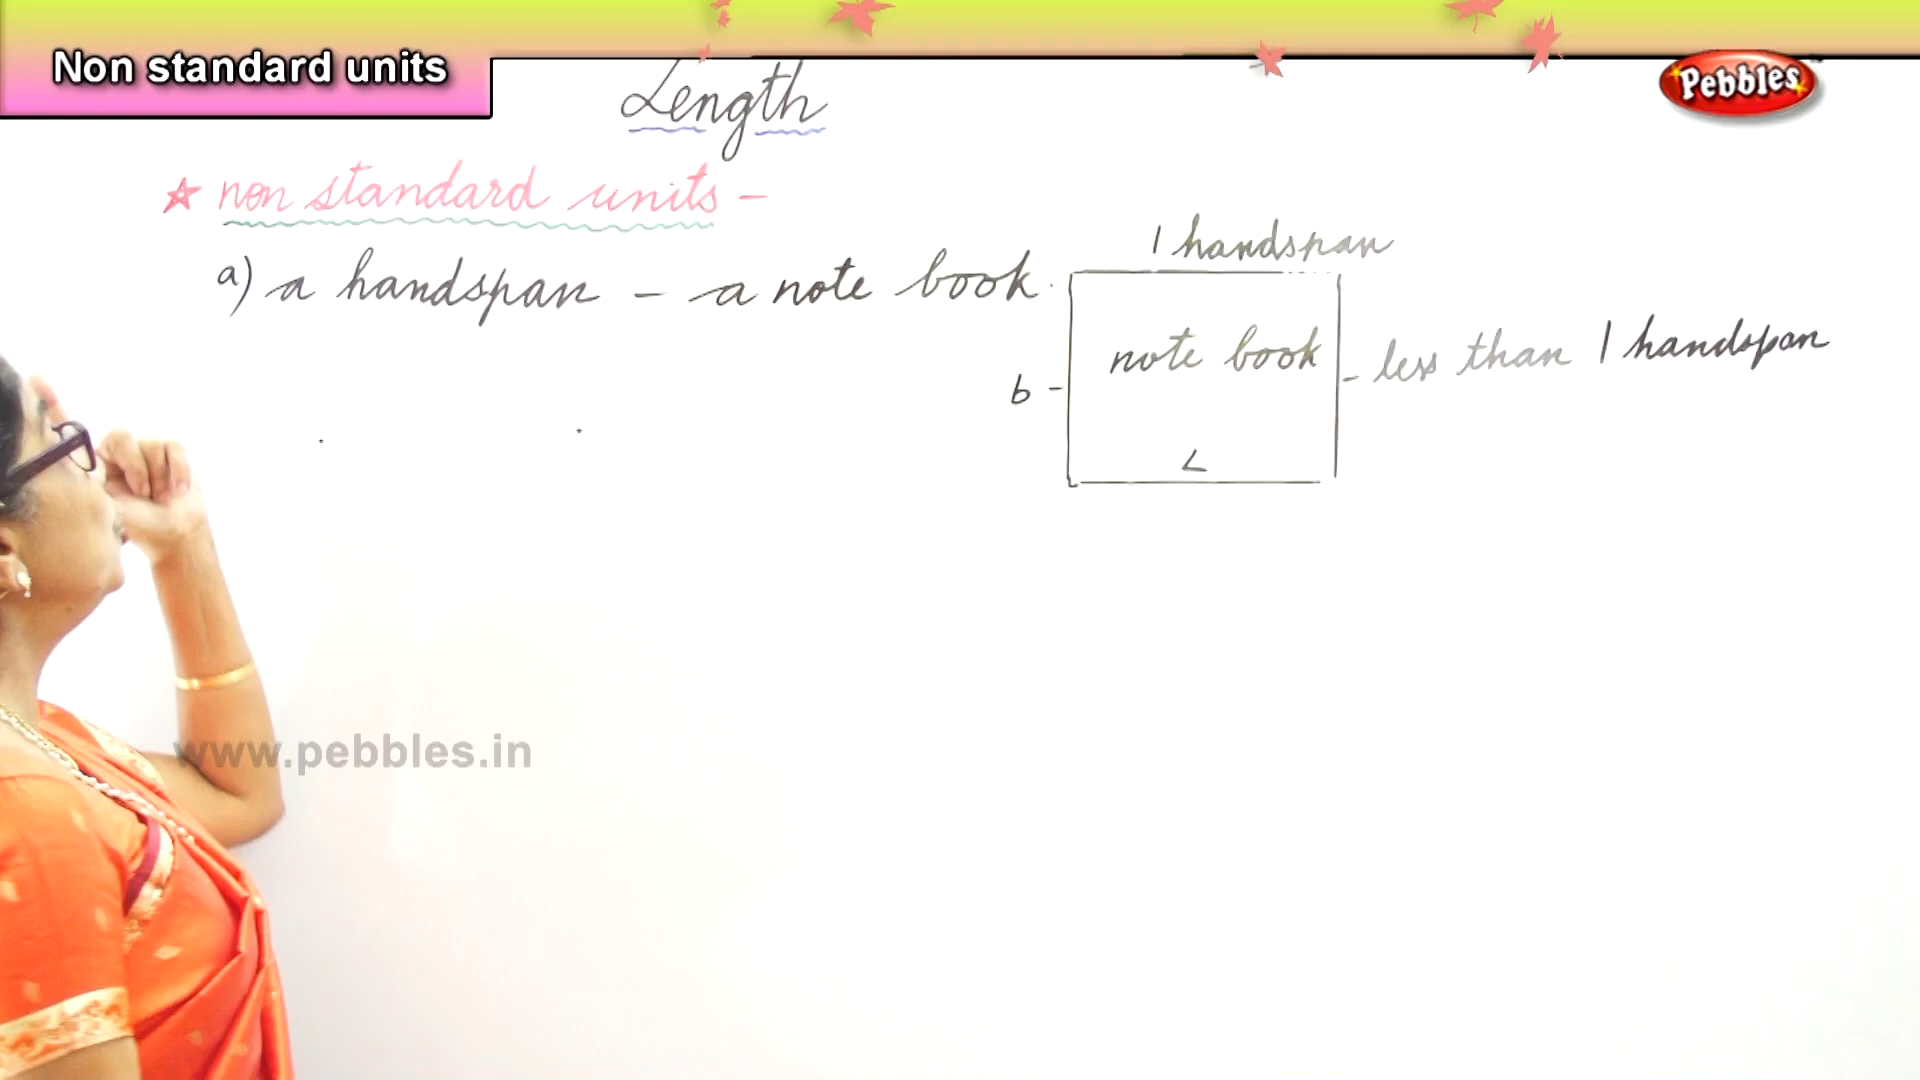 Non standard units
Pebbles
Length
★ non standard units -
a) a handspan - a note book.
1 handspan
note book
- less than 1 handspan
b -
L
www.pebbles.in